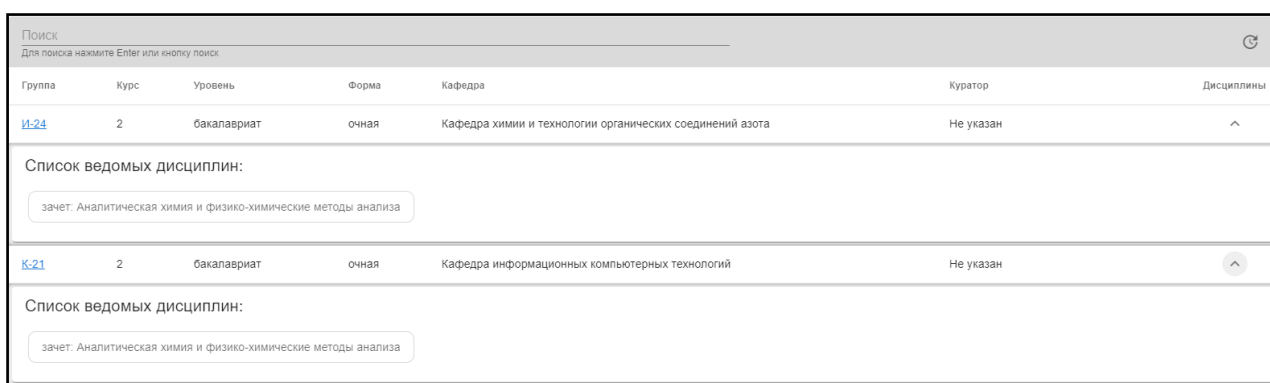 Поиск
Для поиска нажмите Enter или кнопку поиск
Группа Курс Уровень Форма Кафедра Куратор Дисциплины
И-24 2 бакалавриат очная Кафедра химии и технологии органических соединений азота Не указан
Список ведомых дисциплин:
зачет: Аналитическая химия и физико-химические методы анализа
К-21 2 бакалавриат очная Кафедра информационных компьютерных технологий Не указан
Список ведомых дисциплин:
зачет: Аналитическая химия и физико-химические методы анализа